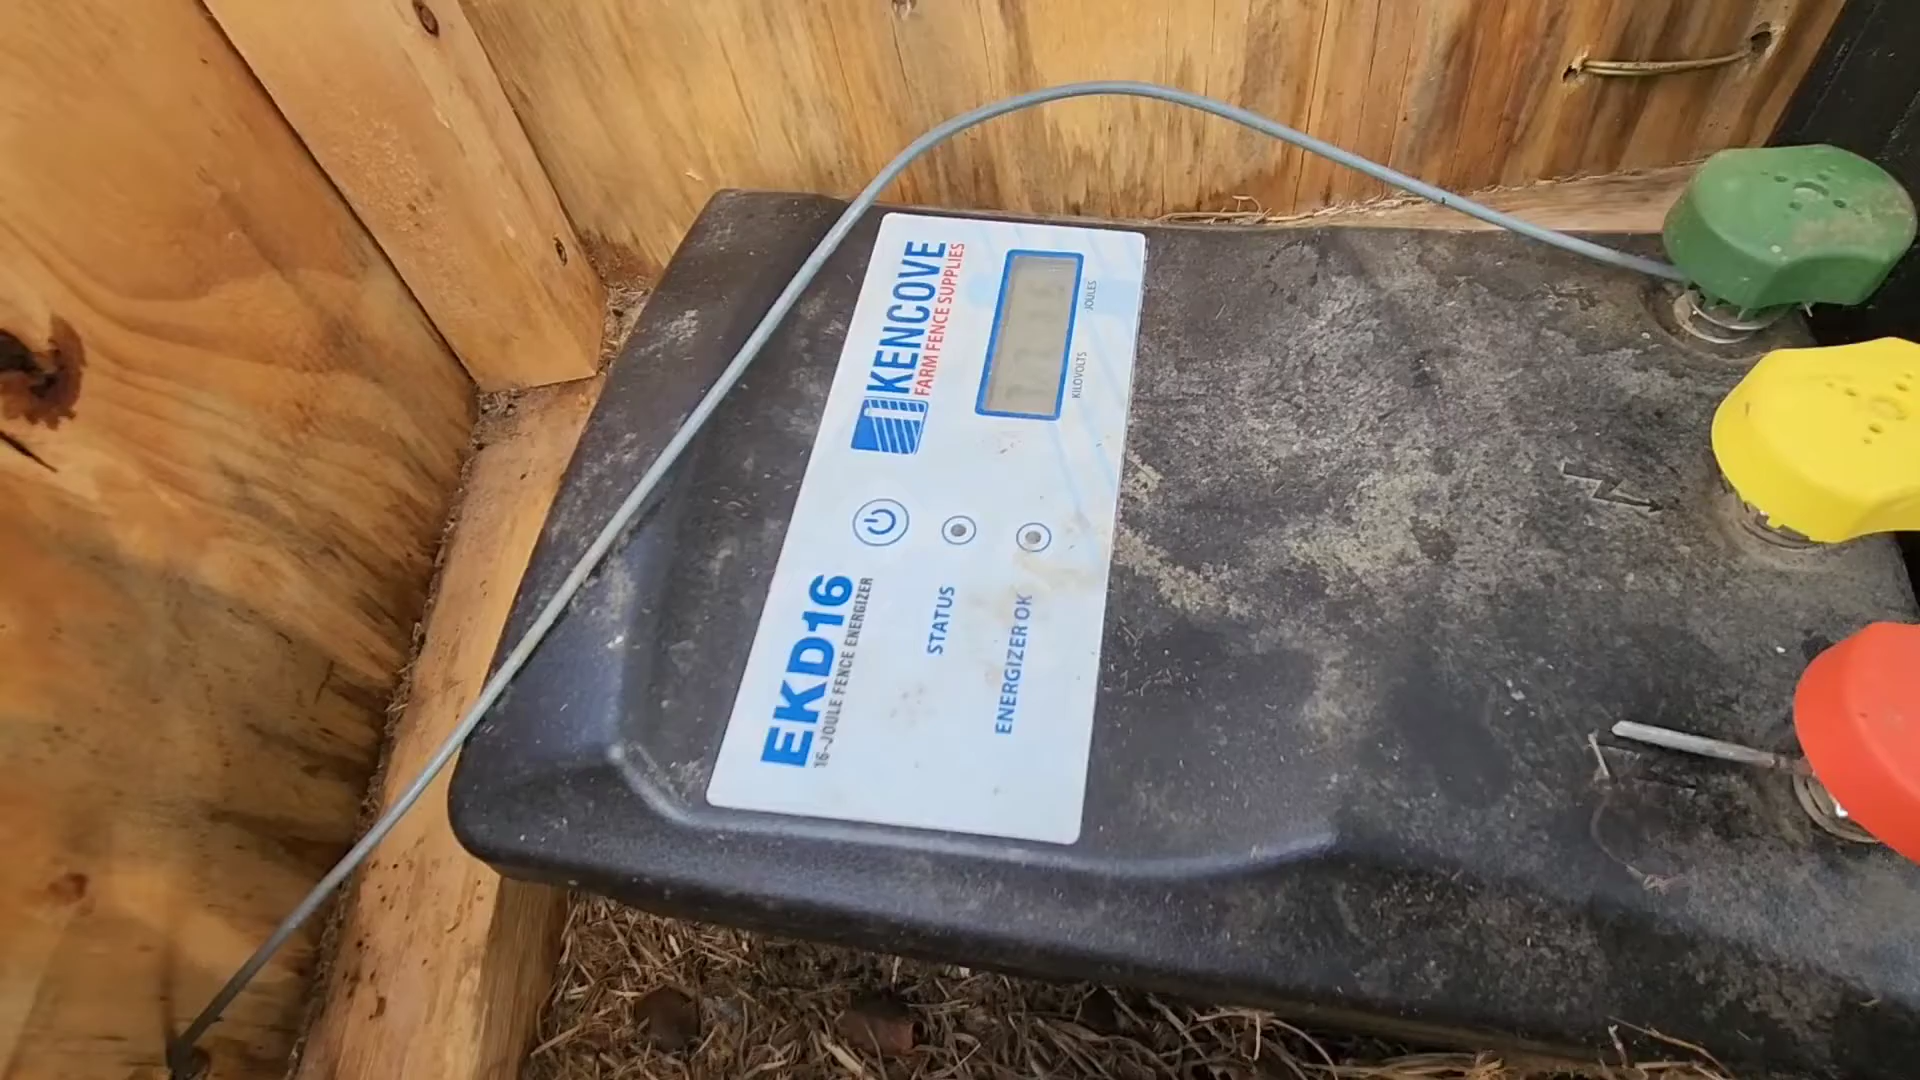 KENCOVE
FARM FENCE SUPPLIES
KILOVOLTS
JOULES
EKD16
16-JOULE FENCE ENERGIZER
STATUS
ENERGIZER OK